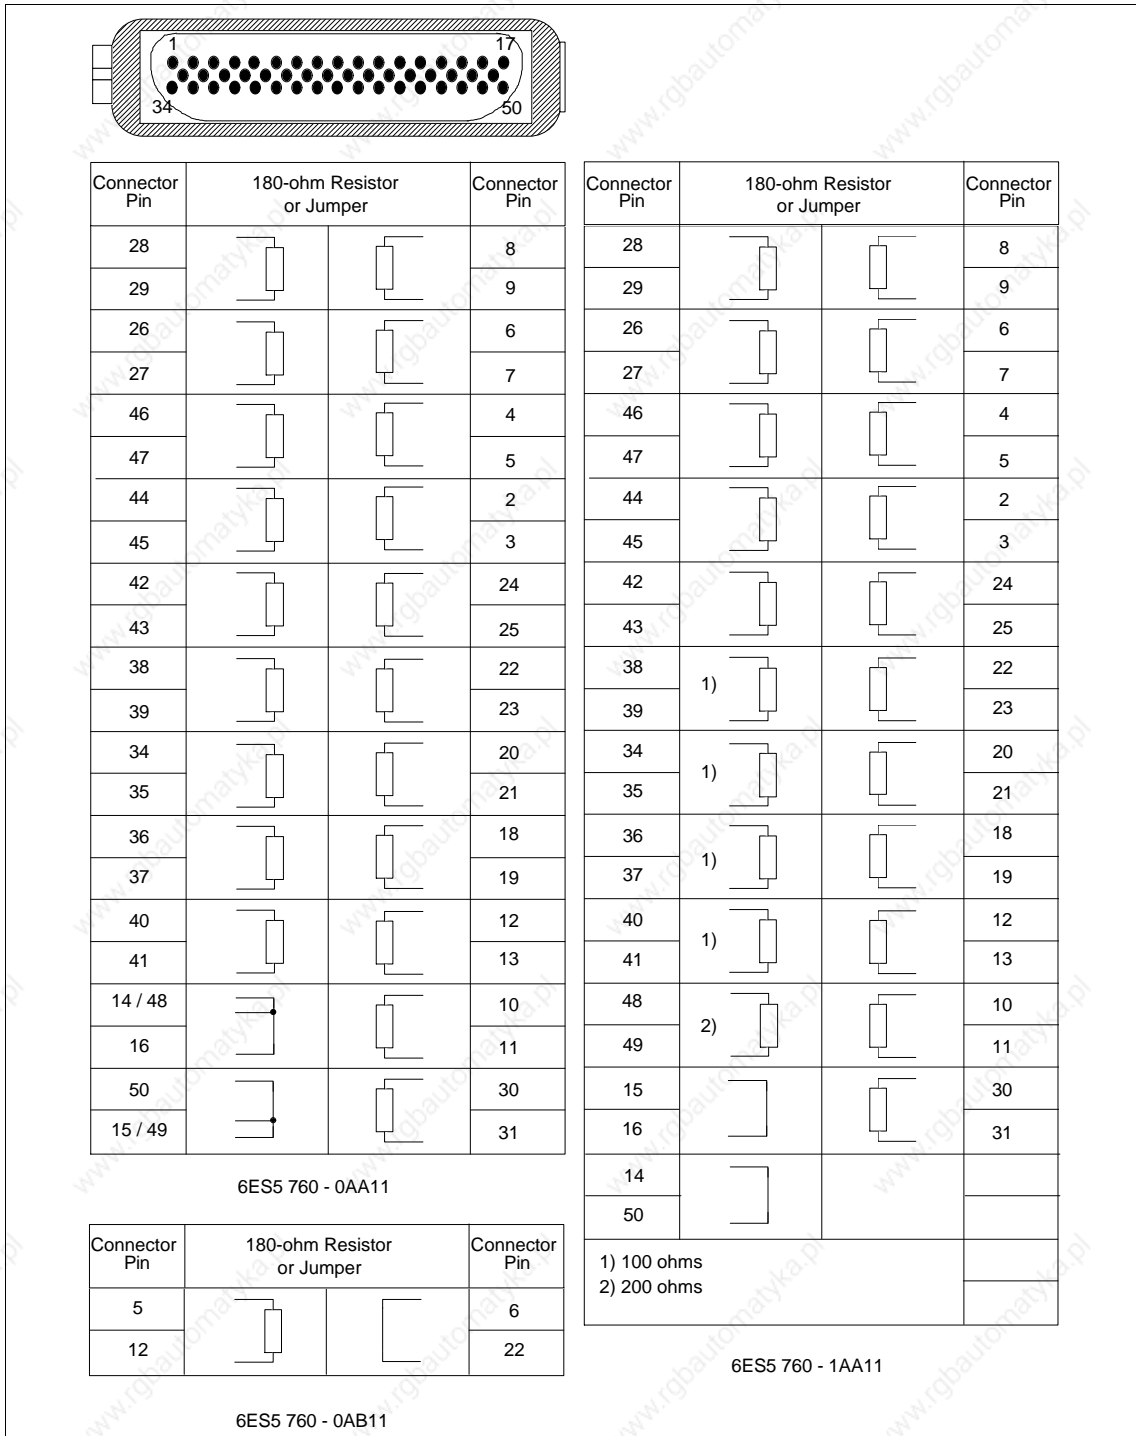 1 17
34 50
Connector Pin 180-ohm Resistor or Jumper Connector Pin
28 8
29 9
26 6
27 7
46 4
47 5
44 2
45 3
42 24
43 25
38 22
39 23
34 20
35 21
36 18
37 19
40 12
41 13
14 / 48 10
16 11
50 30
15 / 49 31
6ES5 760 - 0AA11
Connector Pin 180-ohm Resistor or Jumper Connector Pin
5 6
12 22
6ES5 760 - 0AB11
Connector Pin 180-ohm Resistor or Jumper Connector Pin
28 8
29 9
26 6
27 7
46 4
47 5
44 2
45 3
42 24
43 25
38 1) 22
39 23
34 1) 20
35 21
36 1) 18
37 19
40 1) 12
41 13
48 2) 10
49 11
15 30
16 31
14
50
1) 100 ohms
2) 200 ohms
6ES5 760 - 1AA11
www.rgbautomatyka.pl